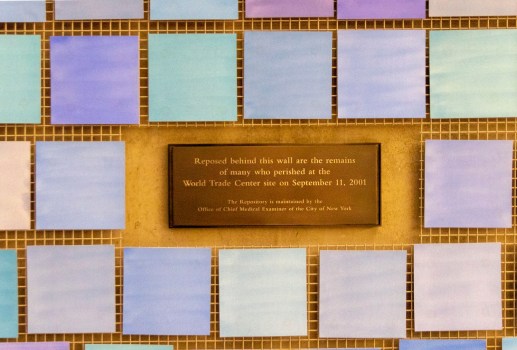 Reposed behind this wall are the remains
of many who perished at the
World Trade Center site on September 11, 2001
The Repository is maintained by the
Office of Chief Medical Examiner of the City of New York